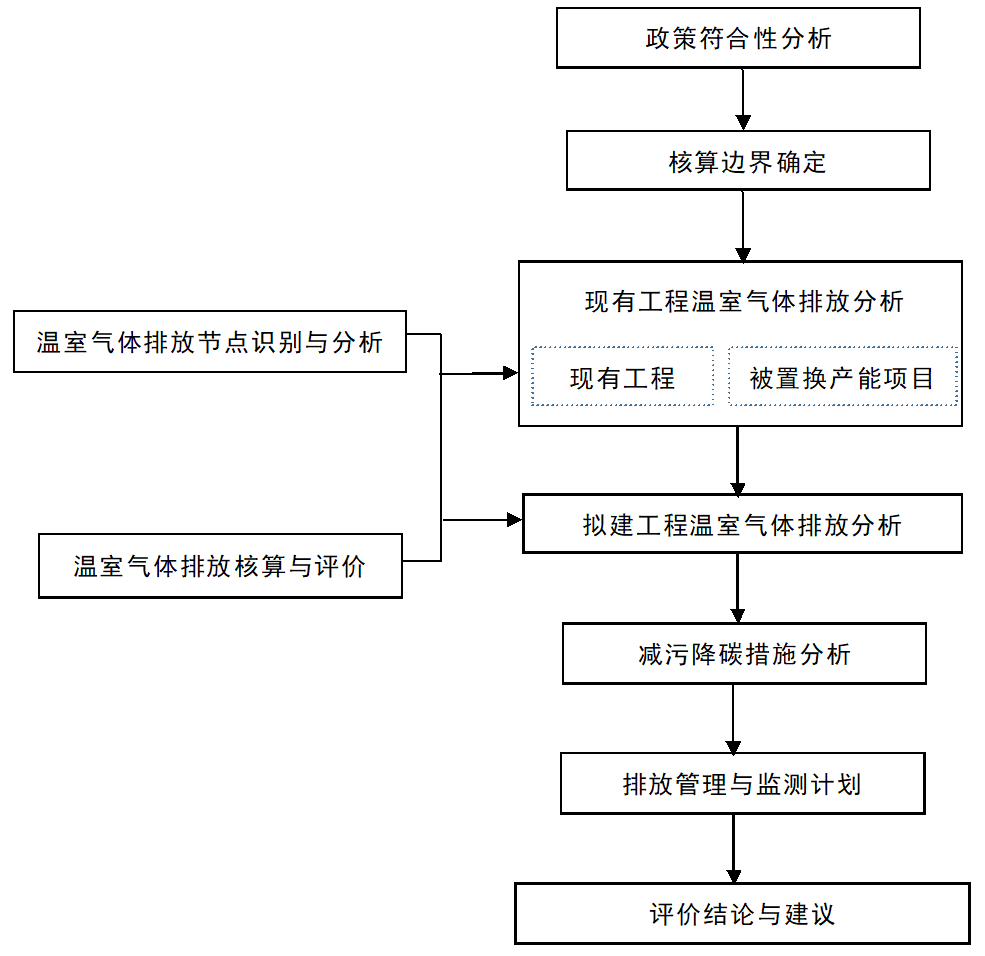 政策符合性分析
核算边界确定
现有工程温室气体排放分析
温室气体排放节点识别与分析
现有工程
被置换产能项目
拟建工程温室气体排放分析
温室气体排放核算与评价
减污降碳措施分析
排放管理与监测计划
评价结论与建议